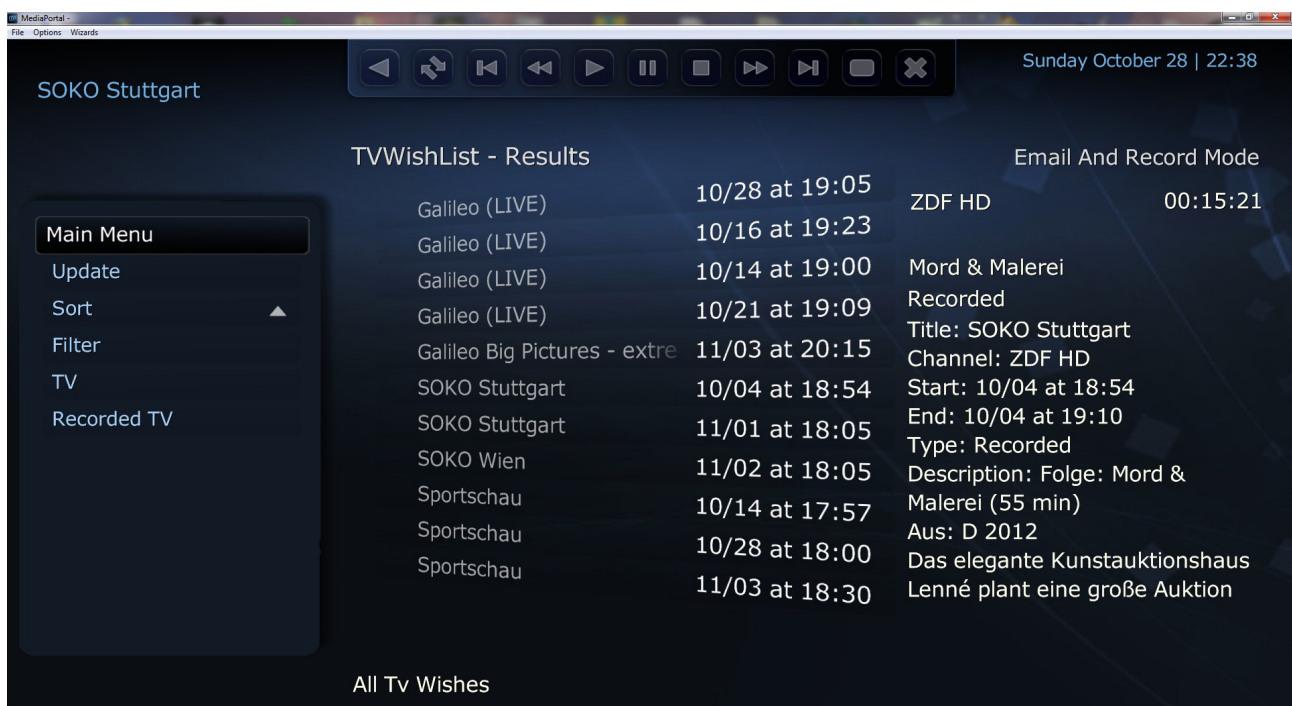 MediaPortal -
File Options Wizards
Sunday October 28 | 22:38
SOKO Stuttgart
TVWishList - Results
Email And Record Mode
ZDF HD 00:15:21
Main Menu
Update
Sort
Filter
TV
Recorded TV
Galileo (LIVE) 10/28 at 19:05
Galileo (LIVE) 10/16 at 19:23
Galileo (LIVE) 10/14 at 19:00
Galileo (LIVE) 10/21 at 19:09
Galileo Big Pictures - extre 11/03 at 20:15
SOKO Stuttgart 10/04 at 18:54
SOKO Stuttgart 11/01 at 18:05
SOKO Wien 11/02 at 18:05
Sportschau 10/14 at 17:57
Sportschau 10/28 at 18:00
Sportschau 11/03 at 18:30
Mord & Malerei
Recorded
Title: SOKO Stuttgart
Channel: ZDF HD
Start: 10/04 at 18:54
End: 10/04 at 19:10
Type: Recorded
Description: Folge: Mord &
Malerei (55 min)
Aus: D 2012
Das elegante Kunstauktionshaus
Lenné plant eine große Auktion
All Tv Wishes